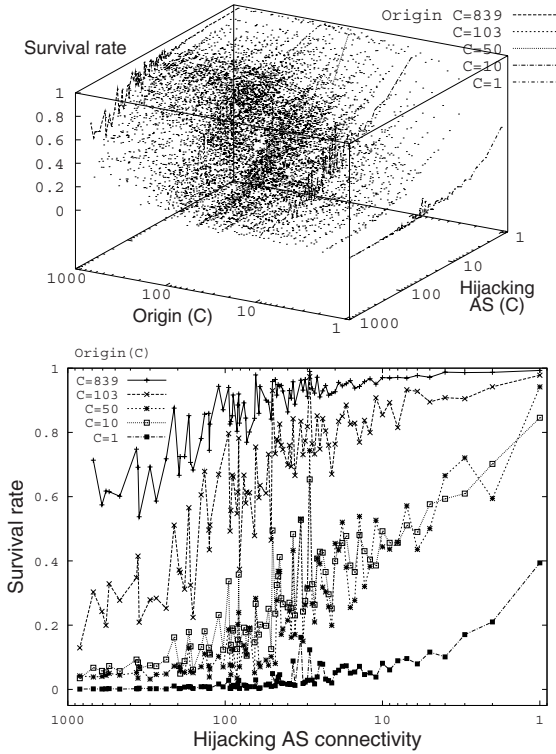 Origin C=839
C=103
C=50
C=10
C=1
Survival rate
1
0.8
0.6
0.4
0.2
0
1000
100
10
1
Origin (C)
1000
100
10
1
Hijacking
AS (C)
Origin(C)
C=839
C=103
C=50
C=10
C=1
1
0.8
0.6
0.4
0.2
0
Survival rate
1000
100
10
1
Hijacking AS connectivity